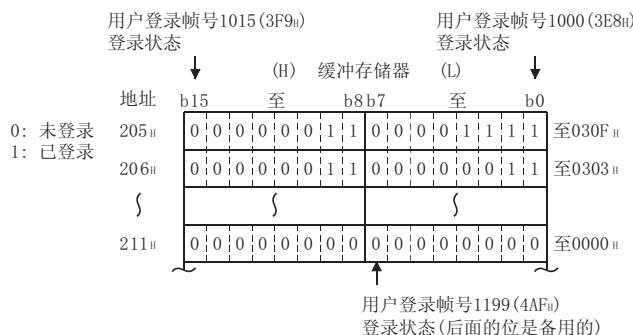 用户登录帧号1015(3F9H) 用户登录帧号1000(3E8H)
登录状态 登录状态
(H) 缓冲存储器 (L)
地址 b15 至 b8 b7 至 b0
0: 未登录 205H 0 0 0 0 0 0 1 1 0 0 0 0 1 1 1 1 至030FH
1: 已登录
206H 0 0 0 0 0 0 1 1 0 0 0 0 0 0 1 1 至0303H
211H 0 0 0 0 0 0 0 0 0 0 0 0 0 0 0 0 至0000H
用户登录帧号1199(4AFH)
登录状态(后面的位是备用的)